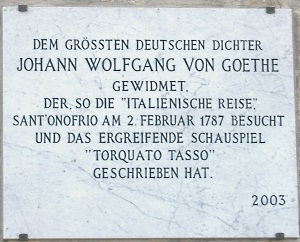 DEM GRÖSSTEN DEUTSCHEN DICHTER
JOHANN WOLFGANG VON GOETHE
GEWIDMET.
DER, SO DIE "ITALIENISCHE REISE",
SANT'ONOFRIO AM 2. FEBRUAR 1787 BESUCHT
UND DAS ERGREIFENDE SCHAUSPIEL
"TORQUATO TASSO"
GESCHRIEBEN HAT.
2003